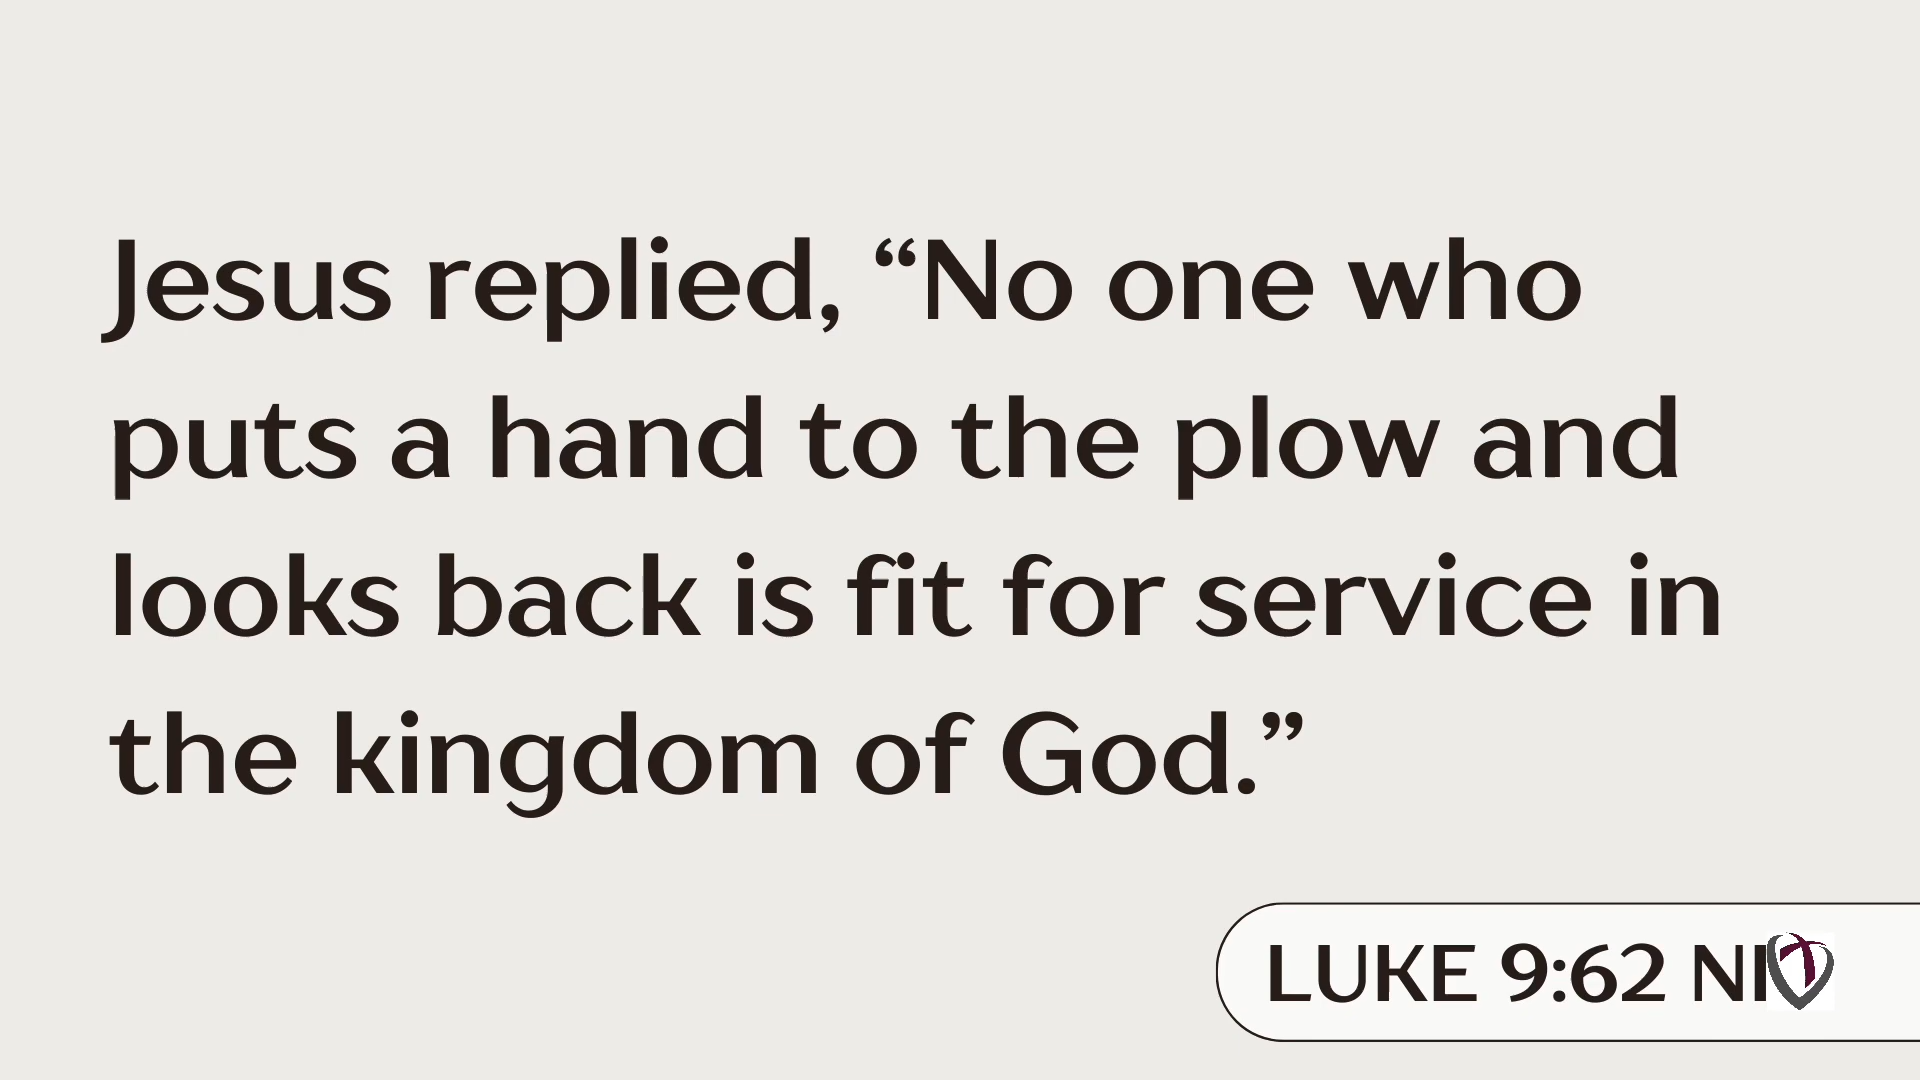 Jesus replied, “No one who
puts a hand to the plow and
looks back is fit for service in
the kingdom of God.”
LUKE 9:62 NI